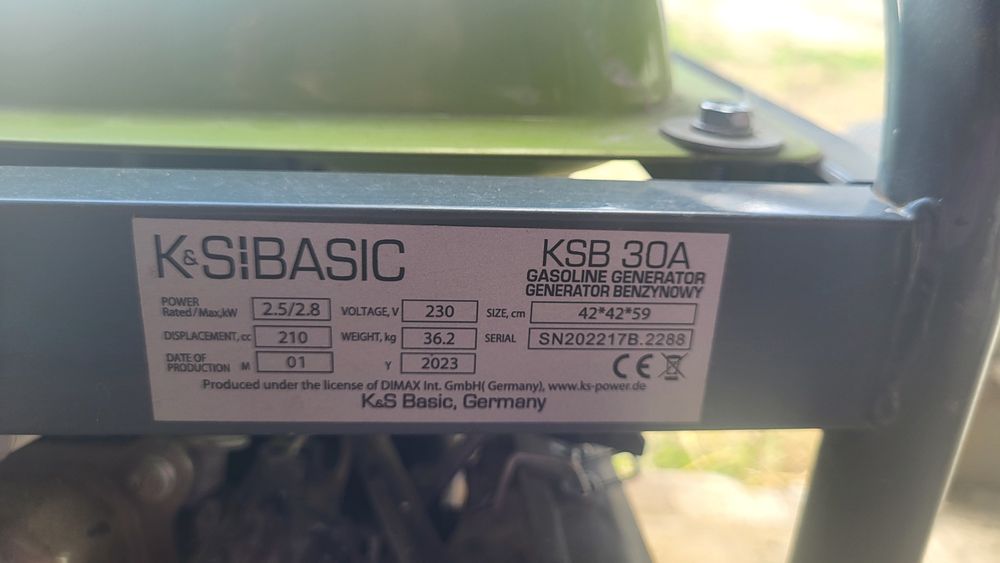 K&S BASIC
KSB 30A
GASOLINE GENERATOR
GENERATOR BENZYNOWY
POWER Rated/Max,kW 2.5/2.8 VOLTAGE, V 230 SIZE, cm 42*42*59
DISPLACEMENT, cc 210 WEIGHT, kg 36.2 SERIAL SN202217B.2288
DATE OF PRODUCTION M 01 Y 2023
CE
Produced under the license of DIMAX Int. GmbH( Germany), www.ks-power.de
K&S Basic, Germany